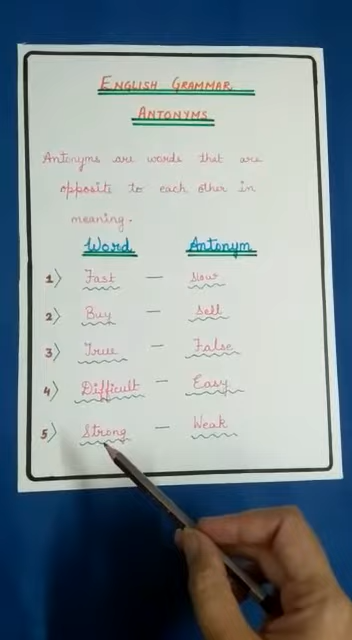 ENGLISH GRAMMAR
ANTONYMS
Antonyms are words that are
opposite to each other in
meaning.
Word Antonym
1) Fast — Slow
2) Buy — Sell
3) True — False
4) Difficult — Easy
5) Strong — Weak